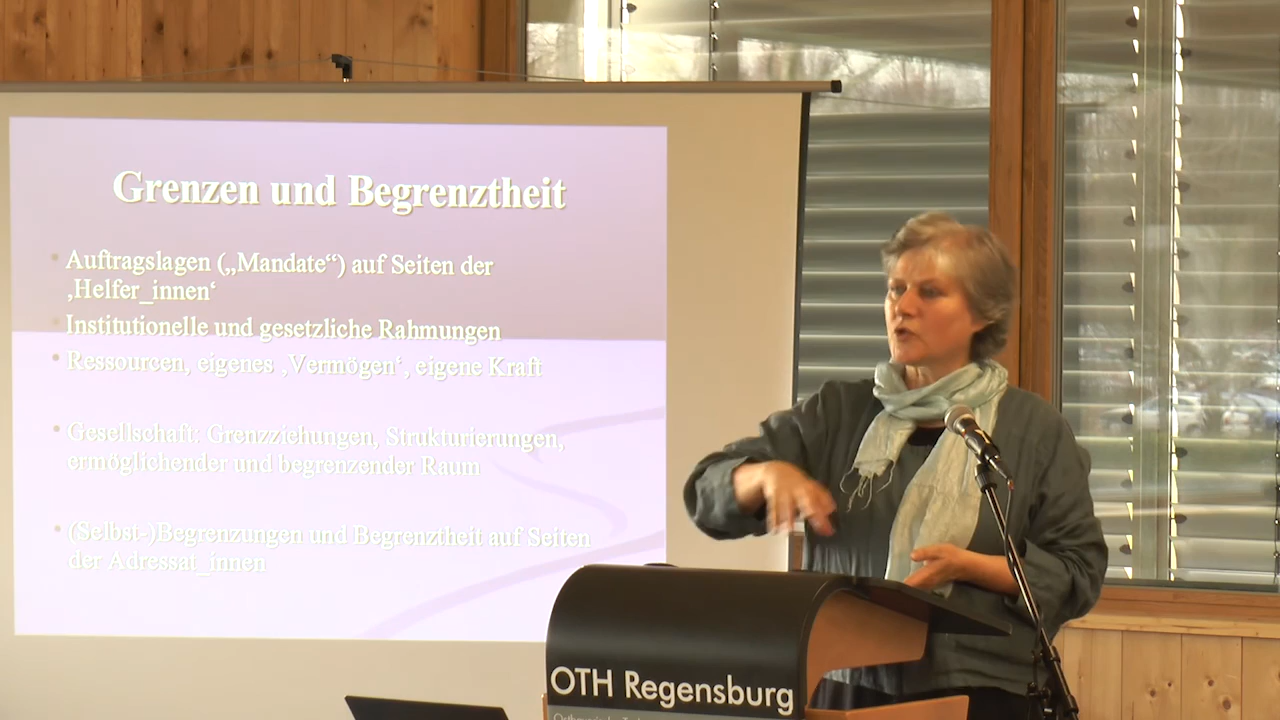 Grenzen und Begrenztheit
Auftragslagen („Mandate“) auf Seiten der
‚Helfer_innen‘
Institutionelle und gesetzliche Rahmungen
Ressourcen, eigenes ‚Vermögen‘, eigene Kraft
Gesellschaft: Grenzziehungen, Strukturierungen,
ermöglichender und begrenzender Raum
(Selbst-)Begrenzungen und Begrenztheit auf Seiten
der Adressat_innen
OTH Regensburg